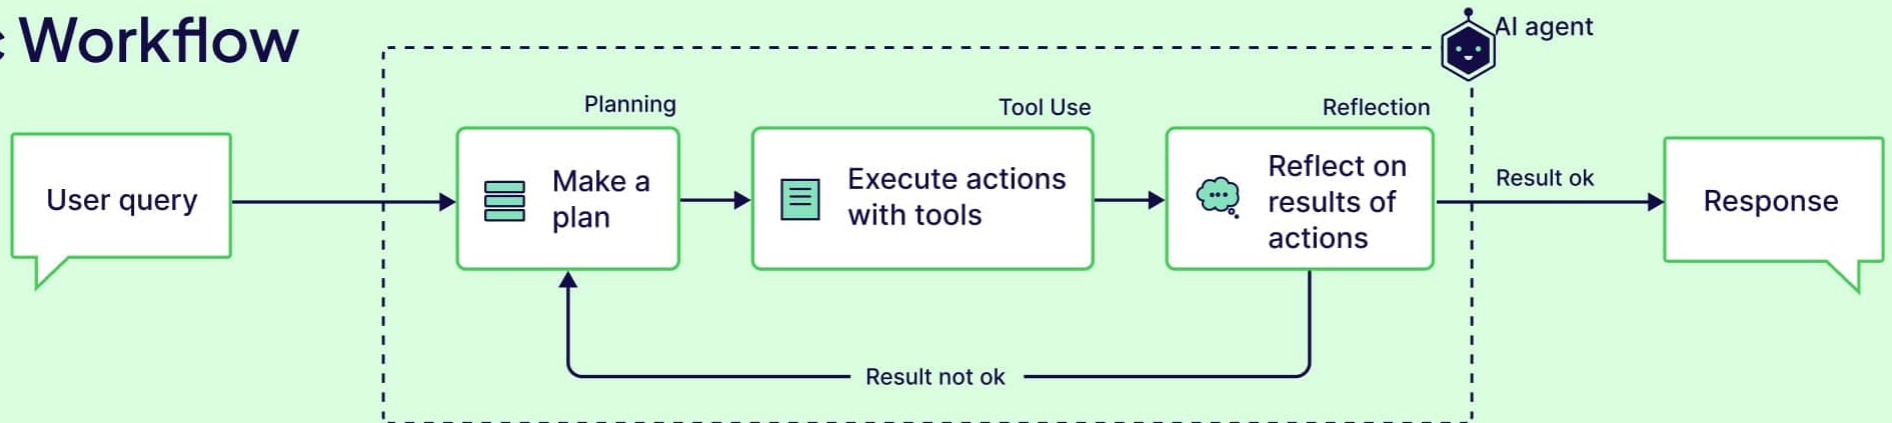 c Workflow
AI agent
Planning
Tool Use
Reflection
User query
Make a
plan
Execute actions
with tools
Reflect on
results of
actions
Result ok
Response
Result not ok